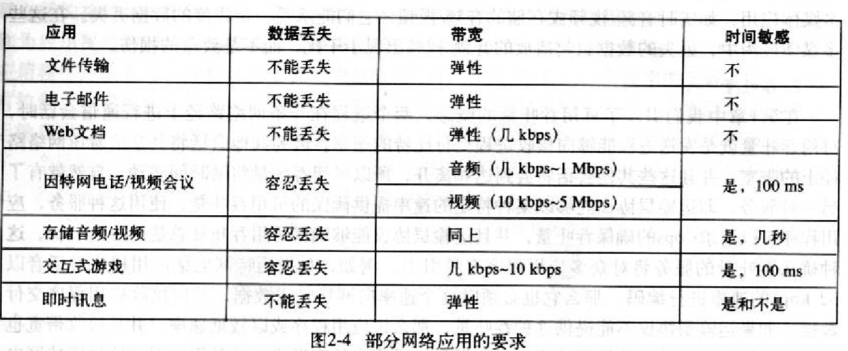 应用 数据丢失 带宽 时间敏感
文件传输 不能丢失 弹性 不
电子邮件 不能丢失 弹性 不
Web文档 不能丢失 弹性（几 kbps） 不
因特网电话/视频会议 容忍丢失 音频（几 kbps~1 Mbps） 是，100 ms
视频（10 kbps~5 Mbps）
存储音频/视频 容忍丢失 同上 是，几秒
交互式游戏 容忍丢失 几 kbps~10 kbps 是，100 ms
即时讯息 不能丢失 弹性 是和不是
图2-4 部分网络应用的要求